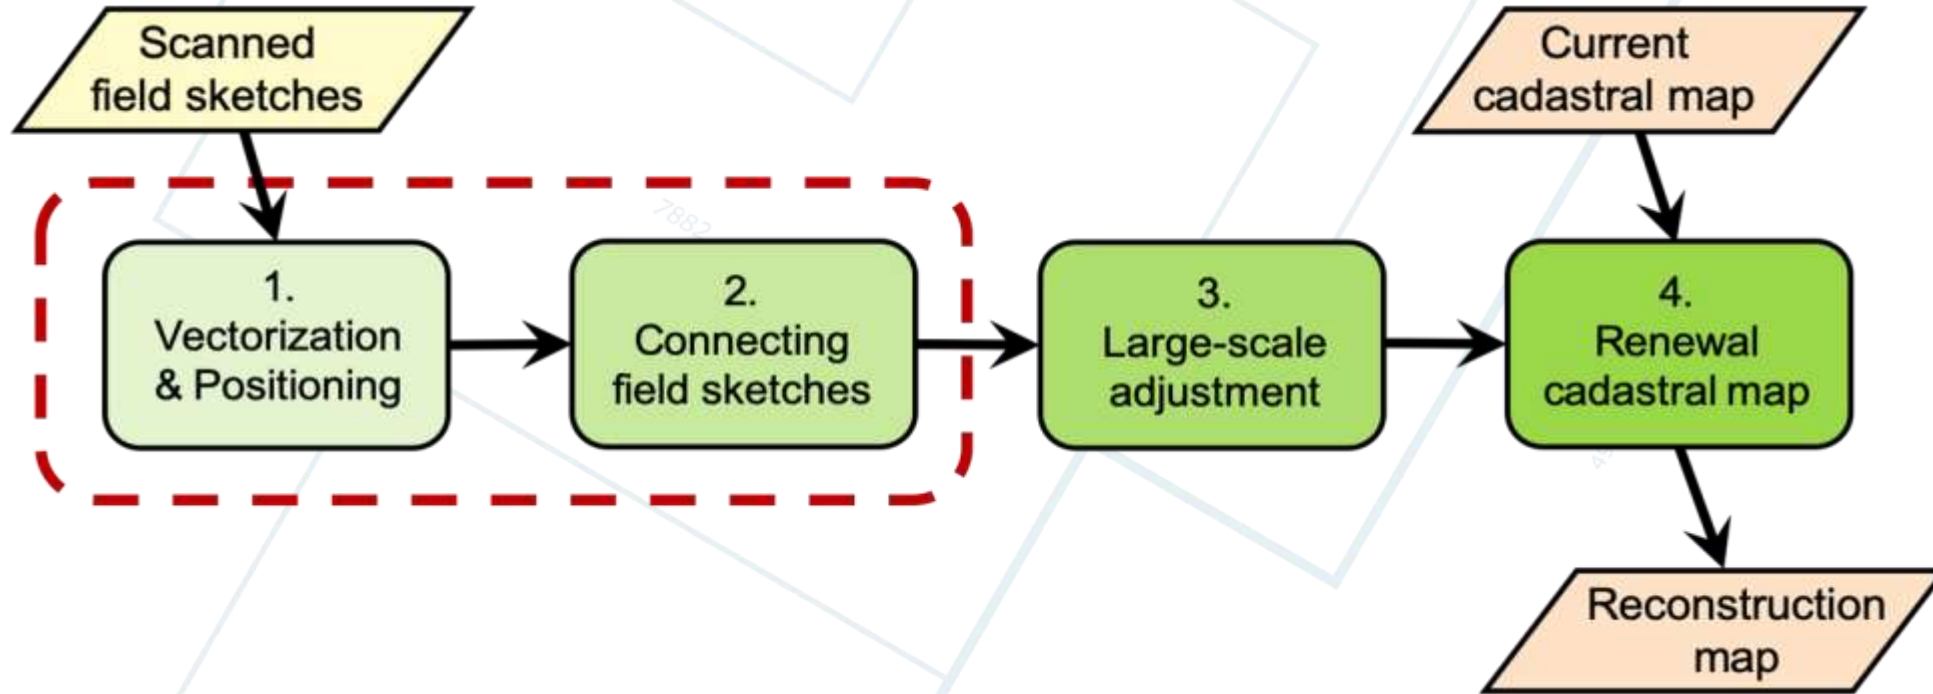 Scanned
field sketches
Current
cadastral map
7882
1.
Vectorization
& Positioning
2.
Connecting
field sketches
3.
Large-scale
adjustment
4.
Renewal
cadastral map
Reconstruction
map